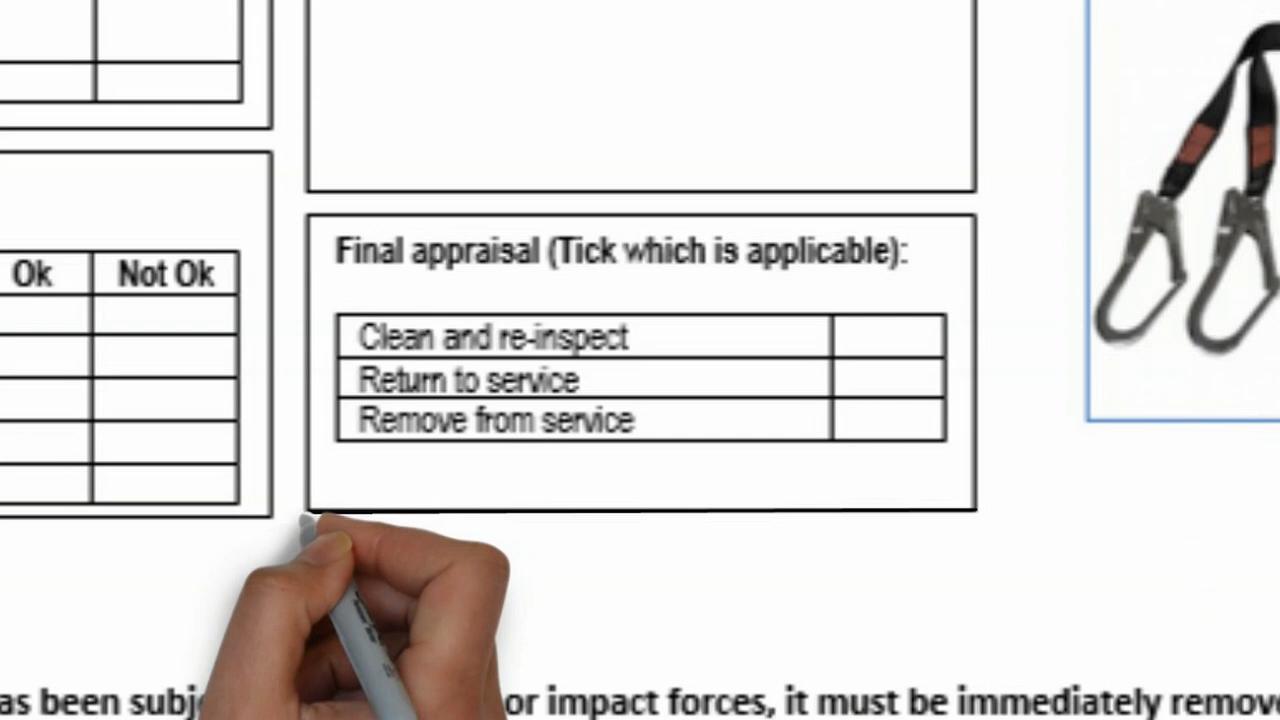 Ok Not Ok
Final appraisal (Tick which is applicable):
Clean and re-inspect
Return to service
Remove from service
as been subj or impact forces, it must be immediately remove